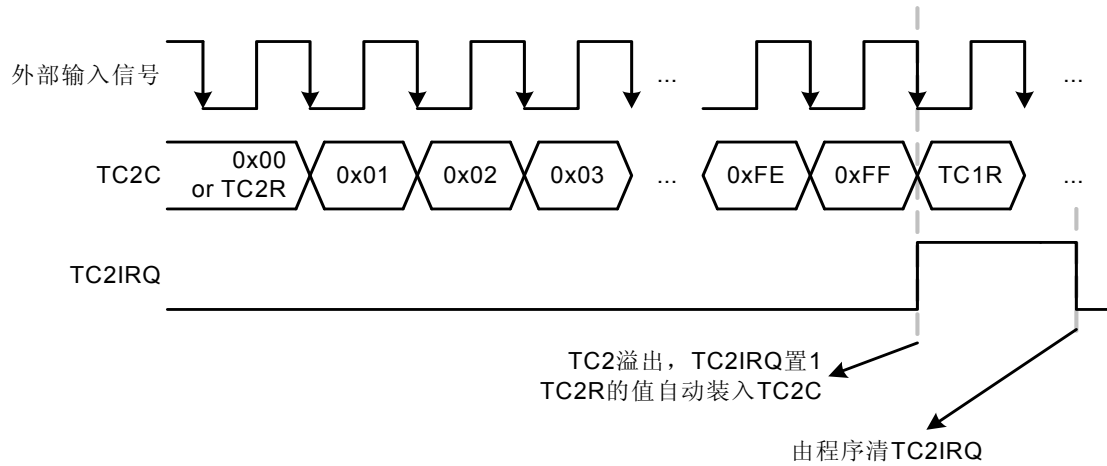 外部输入信号
...
...
TC2C
0x00
or TC2R
0x01
0x02
0x03
...
0xFE
0xFF
TC1R
...
TC2IRQ
TC2溢出，TC2IRQ置1
TC2R的值自动装入TC2C
由程序清TC2IRQ